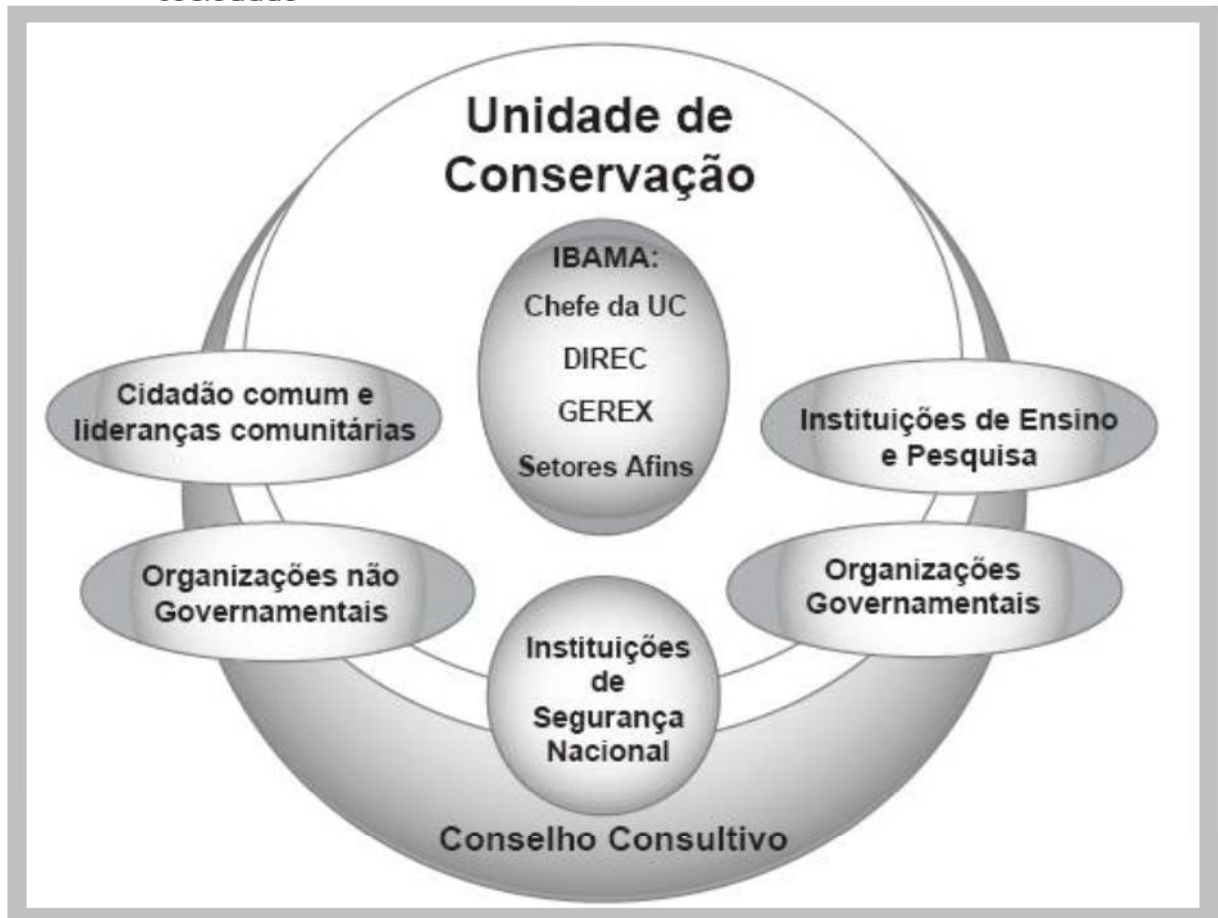 Unidade de
Conservação
IBAMA:
Chefe da UC
DIREC
GEREX
Setores Afins
Cidadão comum e
lideranças comunitárias
Instituições de Ensino
e Pesquisa
Organizações não
Governamentais
Organizações
Governamentais
Instituições
de
Segurança
Nacional
Conselho Consultivo